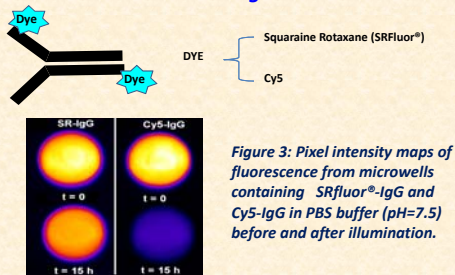 Dye
Squaraine Rotaxane (SRFluor®)
DYE
Dye
Cy5
SR-IgG
Cy5-IgG
t = 0
t = 0
t = 15 h
t = 15 h
Figure 3: Pixel intensity maps of
fluorescence from microwells
containing SRfluor®-IgG and
Cy5-IgG in PBS buffer (pH=7.5)
before and after illumination.